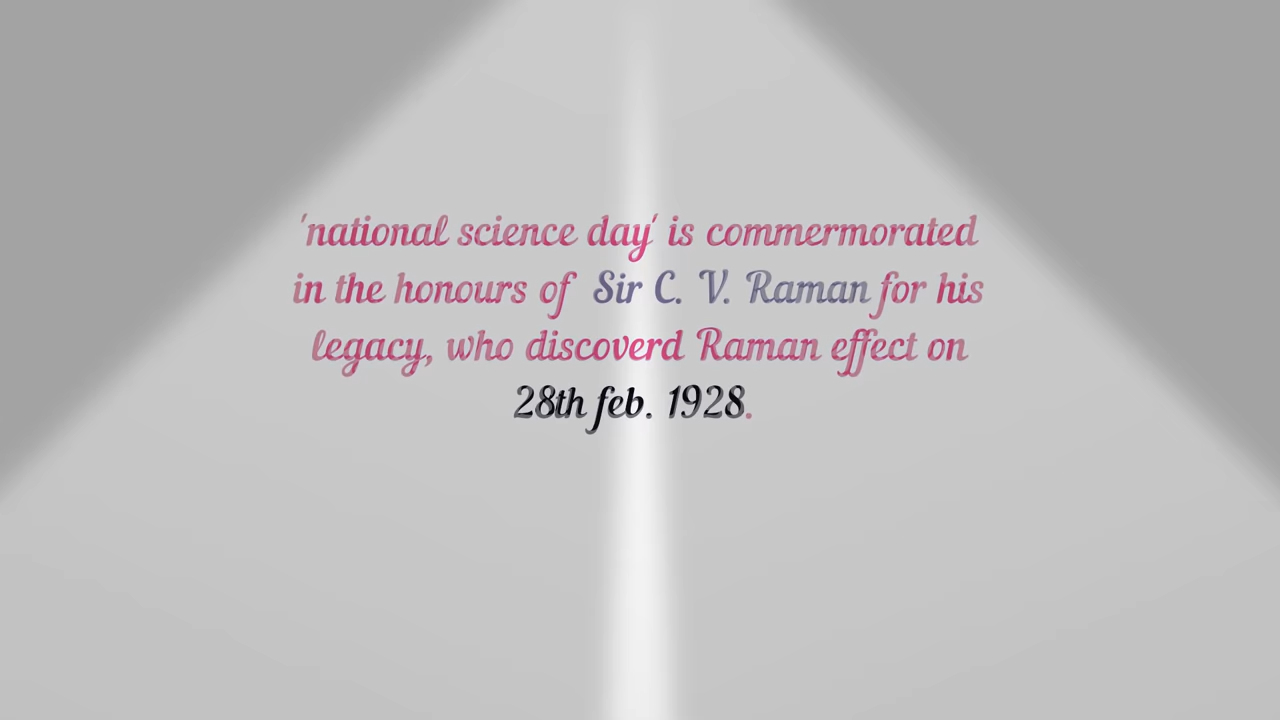 'national science day' is commermorated
in the honours of Sir C. V. Raman for his
legacy, who discoverd Raman effect on
28th feb. 1928.